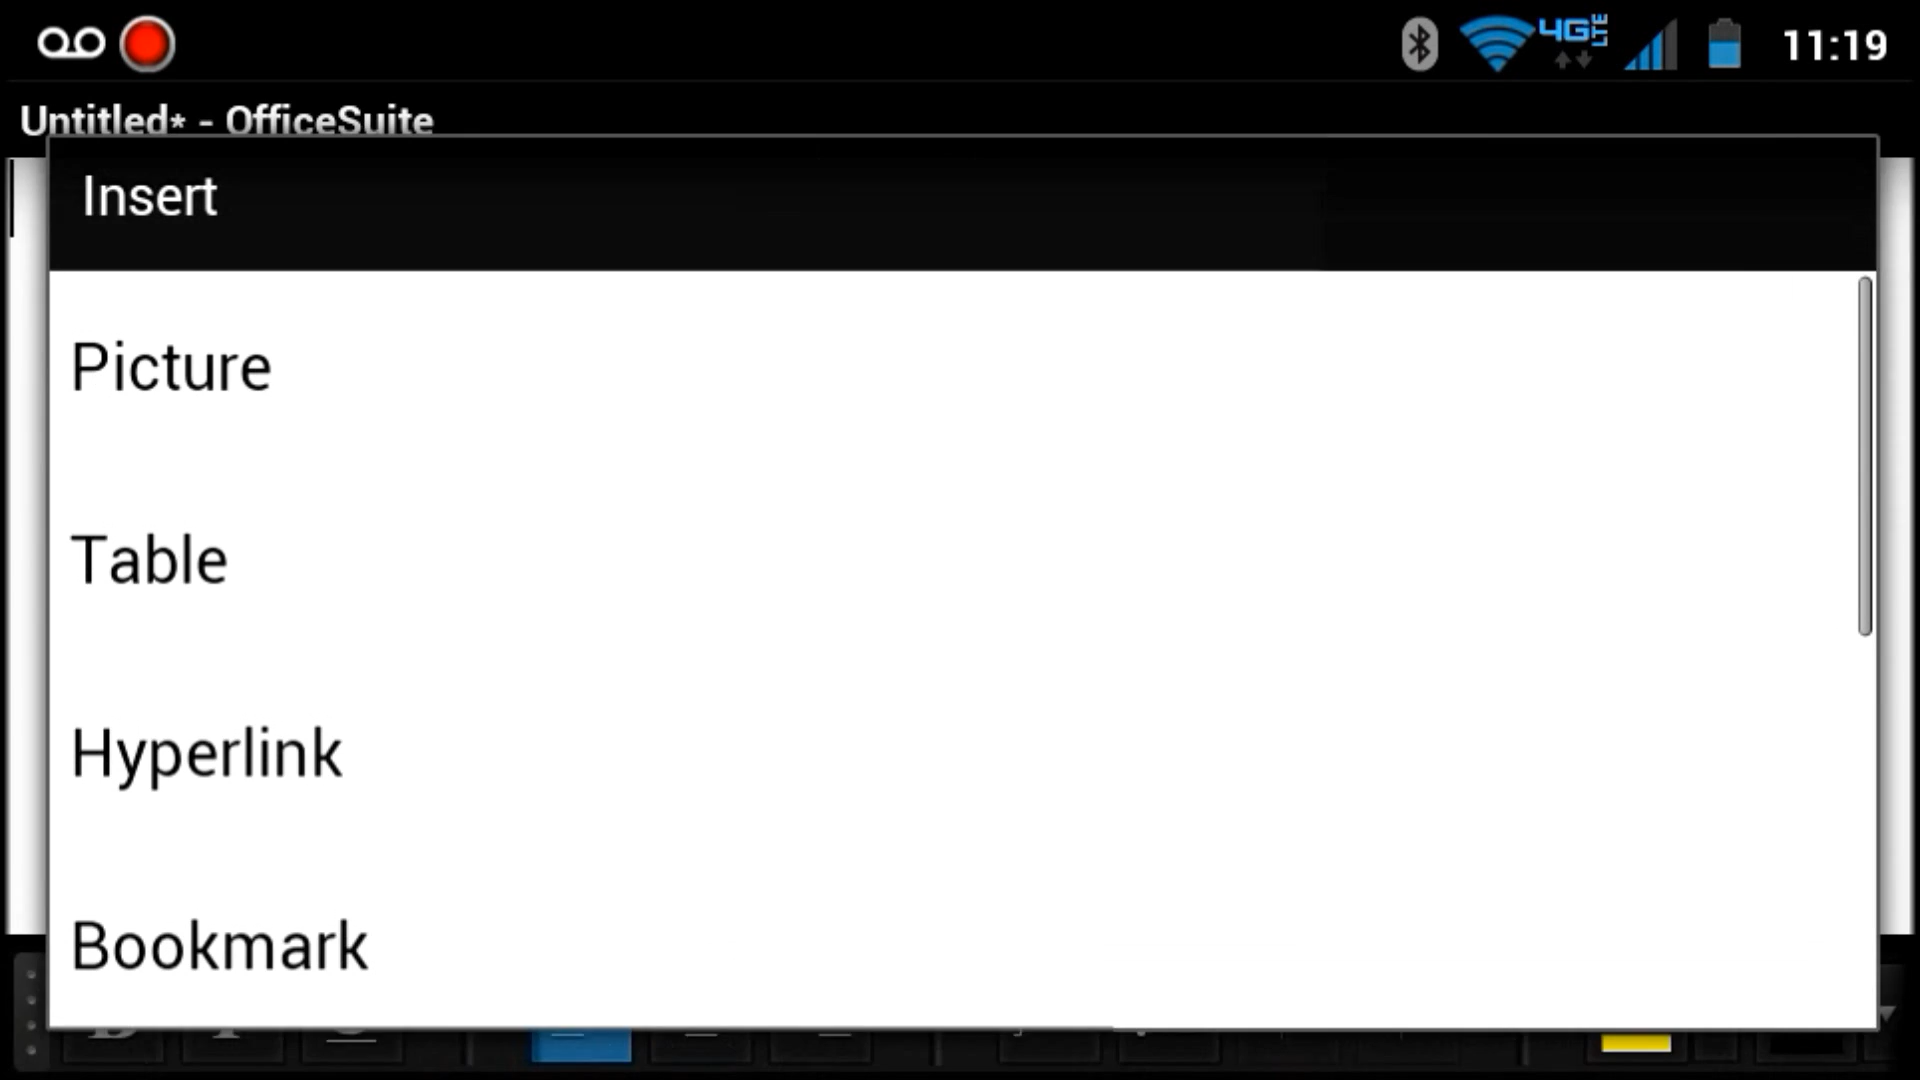 4G LTE 11:19
Untitled* - OfficeSuite
Insert
Picture
Table
Hyperlink
Bookmark